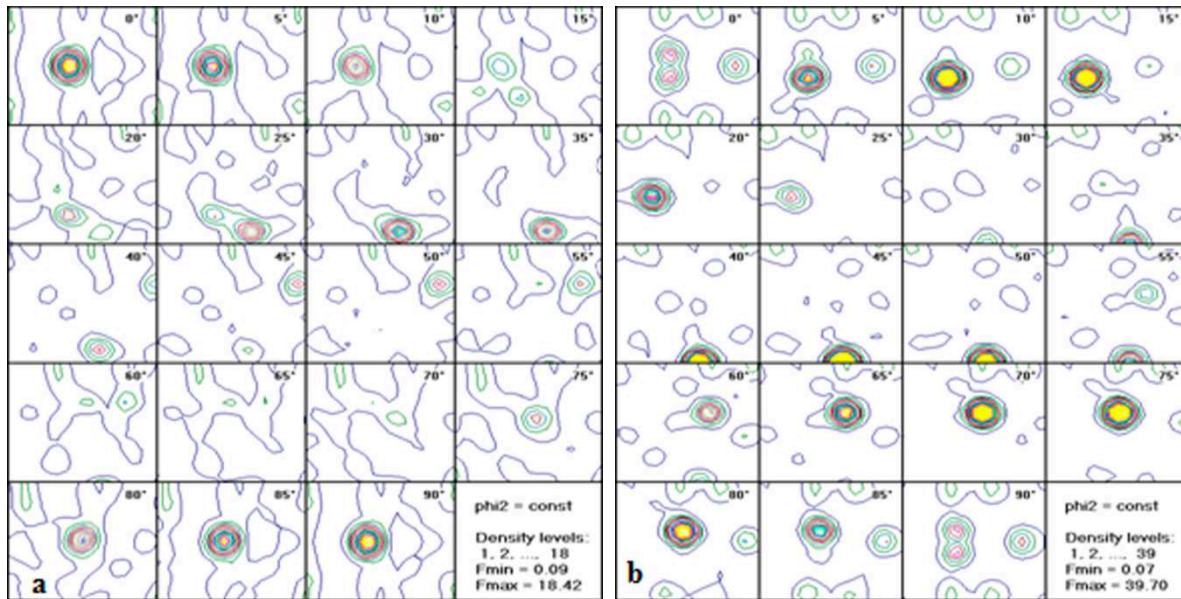 0° 5° 10° 15°
20° 25° 30° 35°
40° 45° 50° 55°
60° 65° 70° 75°
80° 85° 90°
phi2 = const
Density levels:
1, 2, ..., 18
Fmin = 0.09
Fmax = 18.42
a
0° 5° 10° 15°
20° 25° 30° 35°
40° 45° 50° 55°
60° 65° 70° 75°
80° 85° 90°
phi2 = const
Density levels:
1, 2, ..., 39
Fmin = 0.07
Fmax = 39.70
b